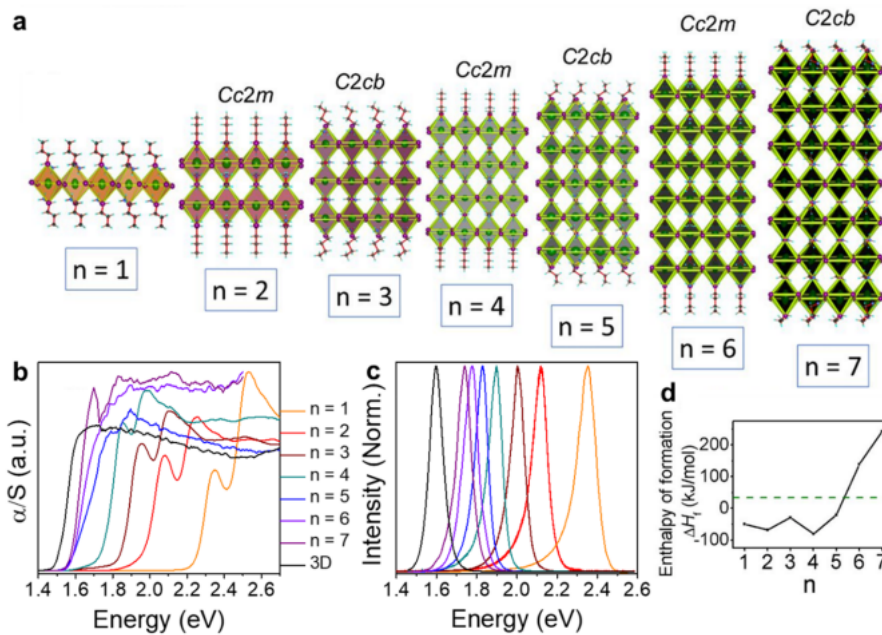 a
Cc2m
C2cb
Cc2m
C2cb
Cc2m
C2cb
n = 1
n = 2
n = 3
n = 4
n = 5
n = 6
n = 7
b
α/S (a.u.)
n = 1
n = 2
n = 3
n = 4
n = 5
n = 6
n = 7
3D
1.4 1.6 1.8 2.0 2.2 2.4 2.6
Energy (eV)
c
Intensity (Norm.)
1.4 1.6 1.8 2.0 2.2 2.4 2.6
Energy (eV)
d
Enthalpy of formation
,ΔHf (kJ/mol)
200
100
0
-100
1 2 3 4 5 6 7
n